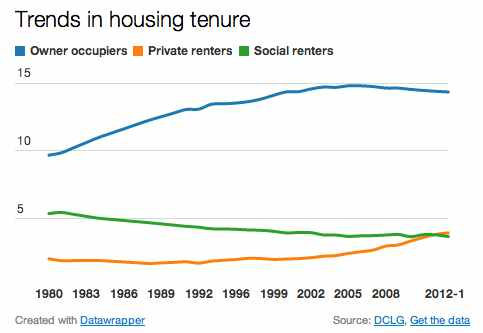 Trends in housing tenure
Owner occupiers Private renters Social renters
15
10
5
1980 1983 1986 1989 1992 1996 1999 2002 2005 2008 2012-1
Created with Datawrapper Source: DCLG, Get the data